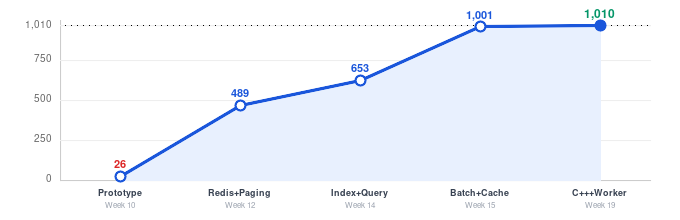 1,010
750
500
250
0
26
489
653
1,001
1,010
Prototype
Week 10
Redis+Paging
Week 12
Index+Query
Week 14
Batch+Cache
Week 15
C+++Worker
Week 19